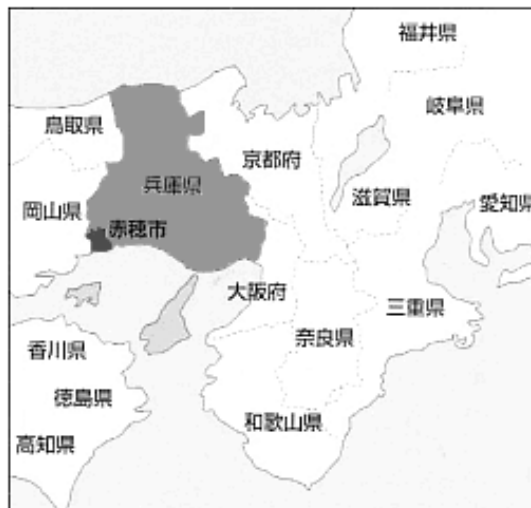 福井県
岐阜県
鳥取県
京都府
兵庫県
滋賀県
愛知県
岡山県
赤穂市
大阪府
三重県
奈良県
香川県
徳島県
和歌山県
高知県